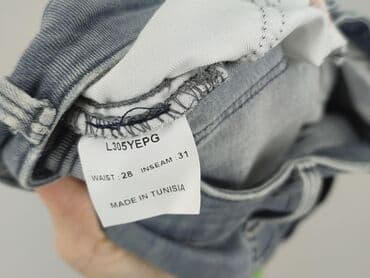 L305YEPG
WAIST: 28 INSEAM: 31
MADE IN TUNISIA